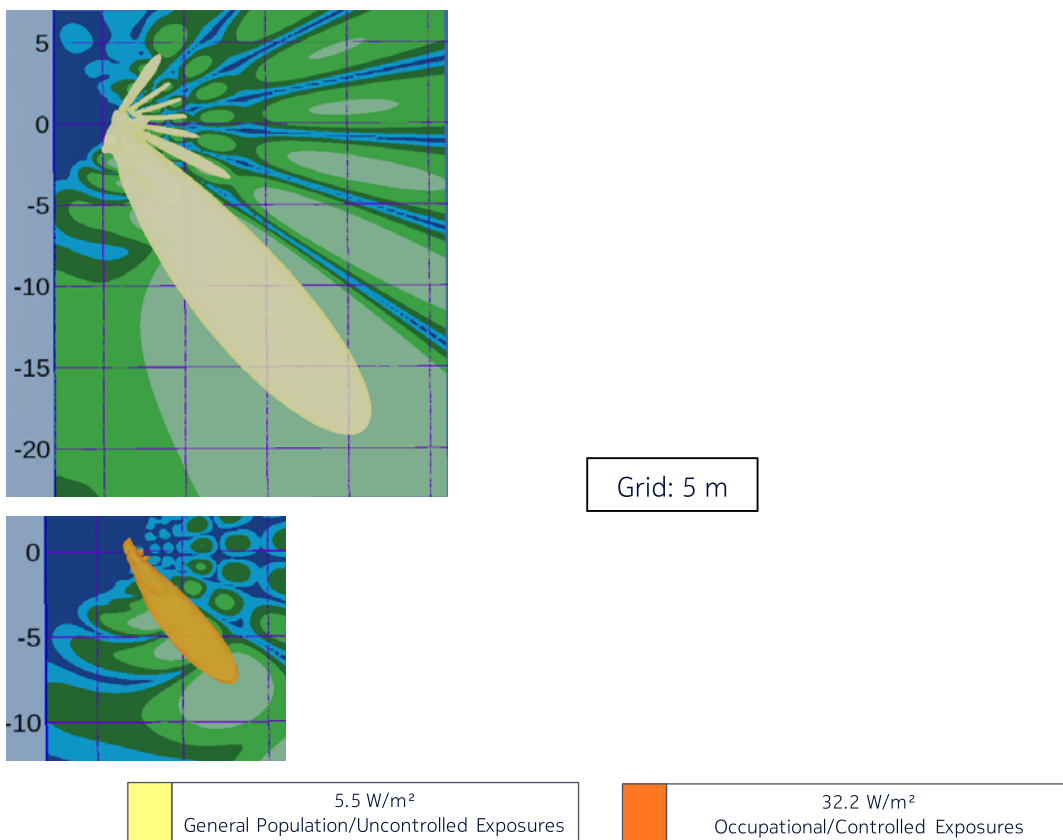 5
0
-5
-10
-15
-20
Grid: 5 m
0
-5
-10
5.5 W/m²
General Population/Uncontrolled Exposures
32.2 W/m²
Occupational/Controlled Exposures